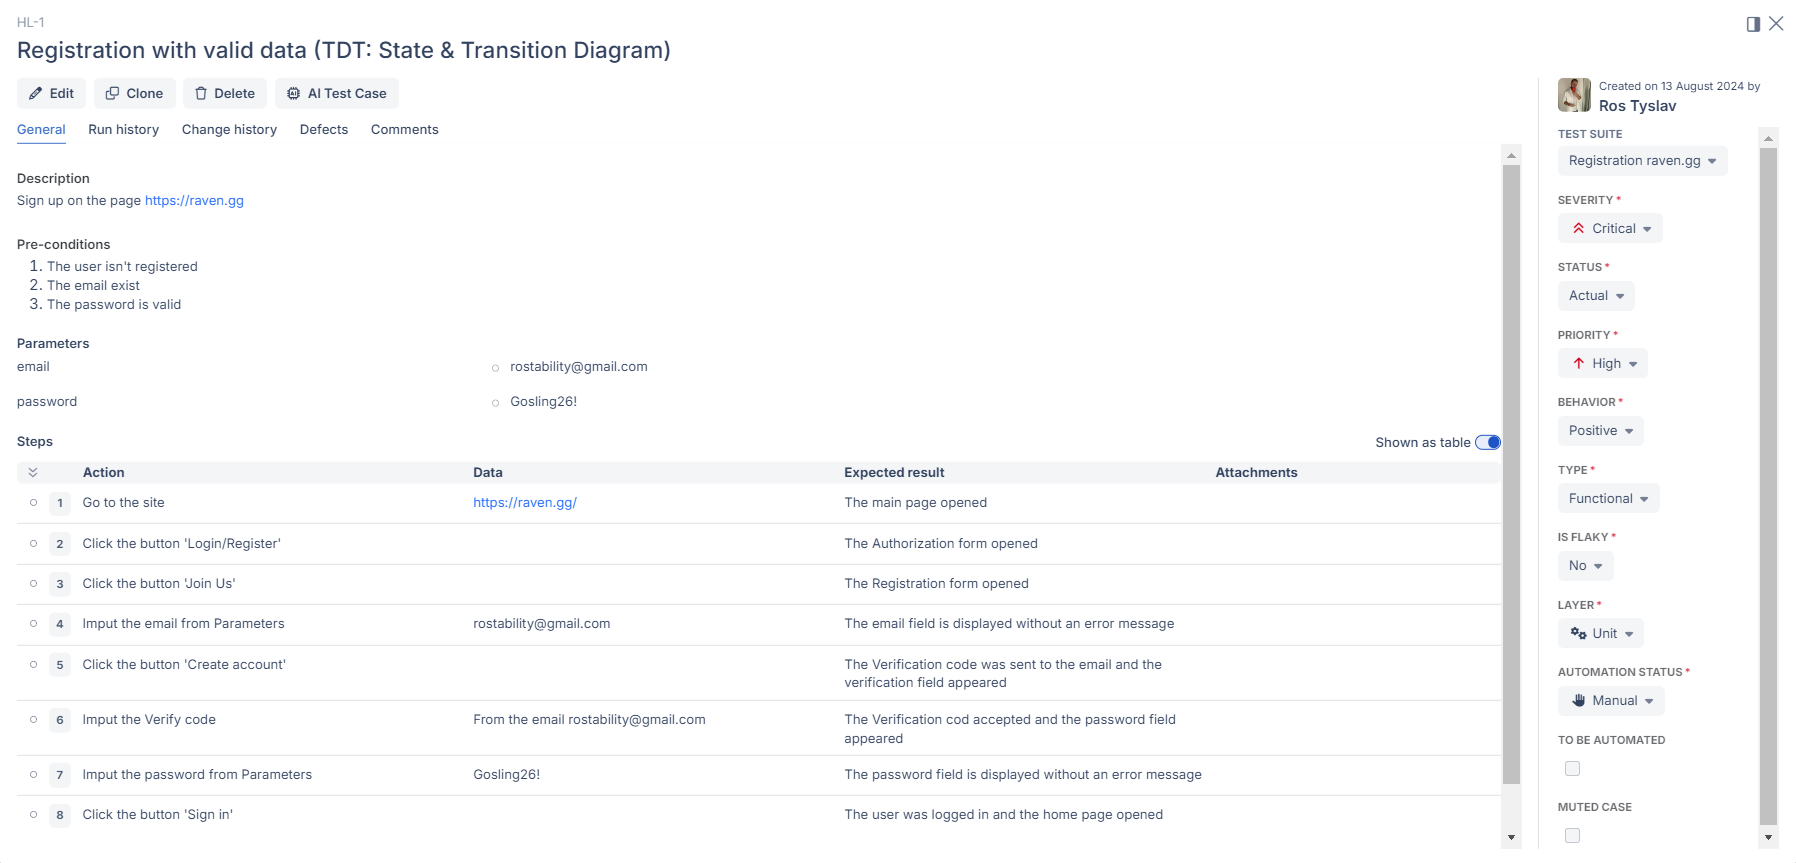 HL-1
Registration with valid data (TDT: State & Transition Diagram)
Edit
Clone
Delete
AI Test Case
General
Run history
Change history
Defects
Comments
Description
Sign up on the page https://raven.gg
Pre-conditions
1. The user isn't registered
2. The email exist
3. The password is valid
Parameters
email
rostability@gmail.com
password
Gosling26!
Steps
Shown as table
Action Data Expected result Attachments
1 Go to the site https://raven.gg/ The main page opened
2 Click the button 'Login/Register' The Authorization form opened
3 Click the button 'Join Us' The Registration form opened
4 Imput the email from Parameters rostability@gmail.com The email field is displayed without an error message
5 Click the button 'Create account' The Verification code was sent to the email and the
verification field appeared
6 Imput the Verify code From the email rostability@gmail.com The Verification cod accepted and the password field
appeared
7 Imput the password from Parameters Gosling26! The password field is displayed without an error message
8 Click the button 'Sign in' The user was logged in and the home page opened
Created on 13 August 2024 by
Ros Tyslav
TEST SUITE
Registration raven.gg
SEVERITY *
Critical
STATUS *
Actual
PRIORITY *
High
BEHAVIOR *
Positive
TYPE *
Functional
IS FLAKY *
No
LAYER *
Unit
AUTOMATION STATUS *
Manual
TO BE AUTOMATED
MUTED CASE